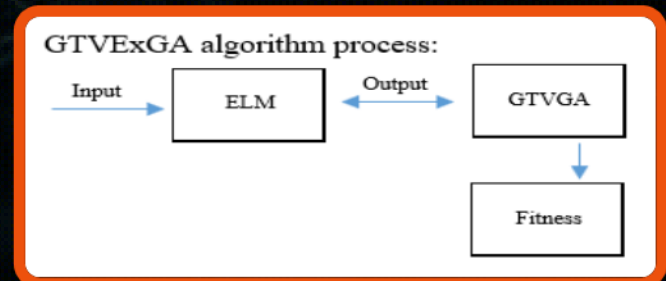 GTVExGA algorithm process:
Input
ELM
Output
GTVGA
Fitness